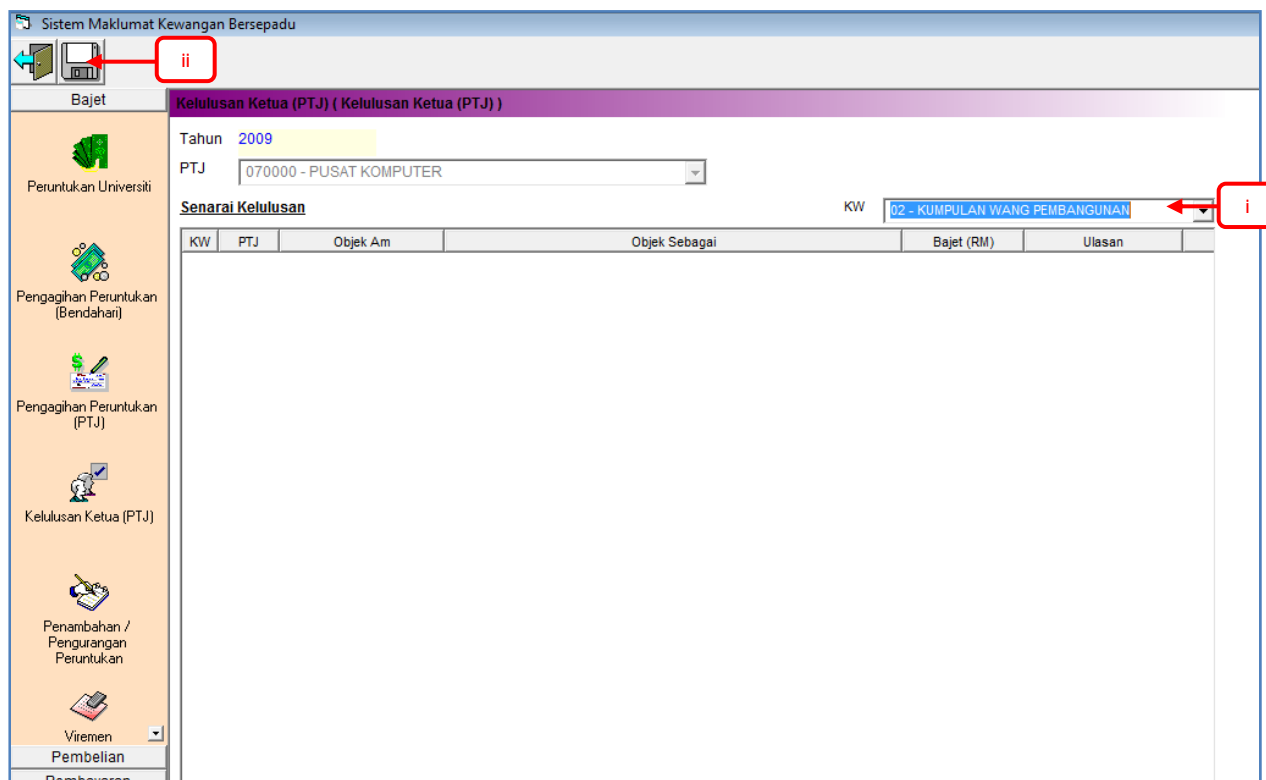 Sistem Maklumat Kewangan Bersepadu
ii
Bajet
Peruntukan Universiti
Pengagihan Peruntukan
(Bendahari)
Pengagihan Peruntukan
(PTJ)
Kelulusan Ketua (PTJ)
Penambahan /
Pengurangan
Peruntukan
Viremen
Pembelian
Pembayaran
Kelulusan Ketua (PTJ) ( Kelulusan Ketua (PTJ) )
Tahun 2009
PTJ 070000 - PUSAT KOMPUTER
Senarai Kelulusan KW 02 - KUMPULAN WANG PEMBANGUNAN i
KW PTJ Objek Am Objek Sebagai Bajet (RM) Ulasan